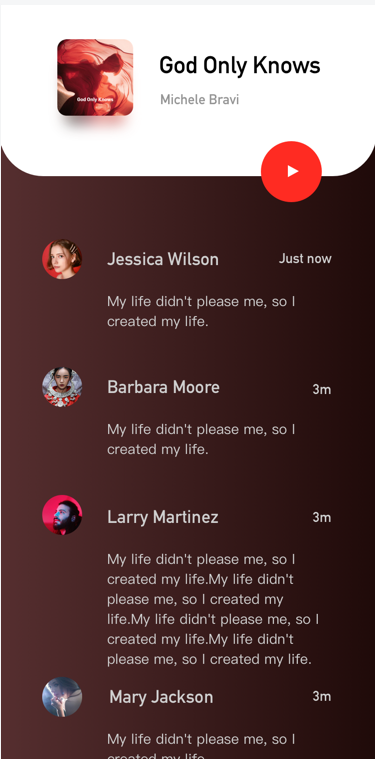 God Only Knows
God Only Knows
Michele Bravi
Jessica Wilson
Just now
My life didn't please me, so I
created my life.
Barbara Moore
3m
My life didn't please me, so I
created my life.
Larry Martinez
3m
My life didn't please me, so I
created my life.My life didn't
please me, so I created my
life.My life didn't please me, so I
created my life.My life didn't
please me, so I created my life.
Mary Jackson
3m
My life didn't please me, so I
created my life.